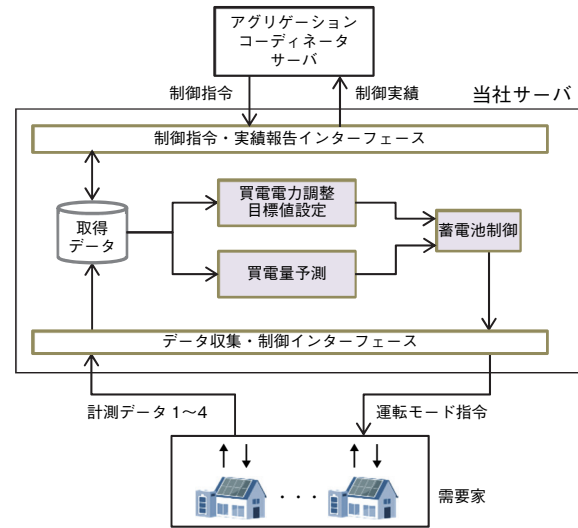 アグリゲーション
コーディネータ
サーバ
制御指令
制御実績
当社サーバ
制御指令・実績報告インターフェース
取得
データ
買電電力調整
目標値設定
買電量予測
蓄電池制御
データ収集・制御インターフェース
計測データ 1～4
運転モード指令
・・・
需要家